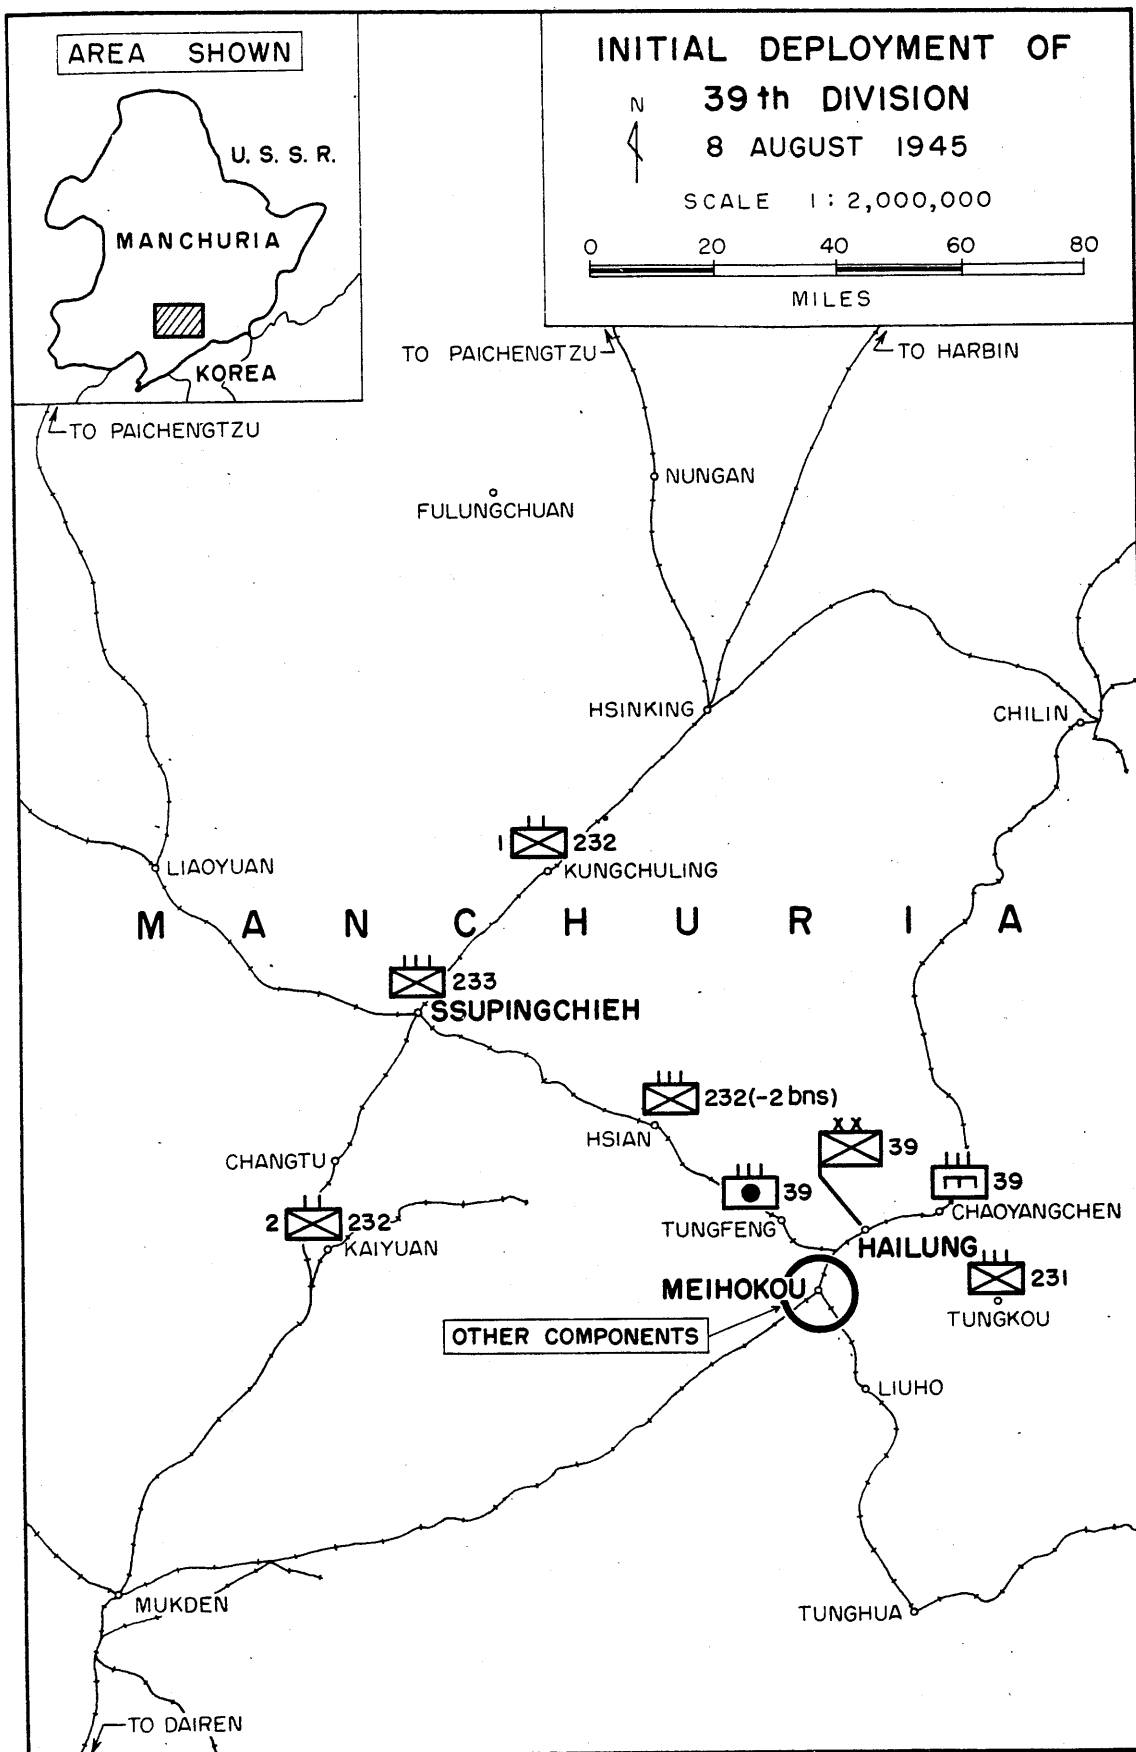 AREA SHOWN
U. S. S. R.
MANCHURIA
KOREA
INITIAL DEPLOYMENT OF
39th DIVISION
8 AUGUST 1945
N
SCALE 1 : 2,000,000
0 20 40 60 80
MILES
TO PAICHENGTZU
TO HARBIN
TO PAICHENGTZU
NUNGAN
FULUNGCHUAN
HSINKING
CHILIN
1 232
KUNGCHULING
LIAOYUAN
MANCHURIA
233
SSUPINGCHIEH
232(-2 bns)
HSIAN
XX
39
CHANGTU
39
39
2 232
TUNGFENG
CHAOYANGCHEN
KAIYUAN
HAILUNG
231
MEIHOKOU
TUNGKOU
OTHER COMPONENTS
LIUHO
MUKDEN
TUNGHUA
TO DAIREN